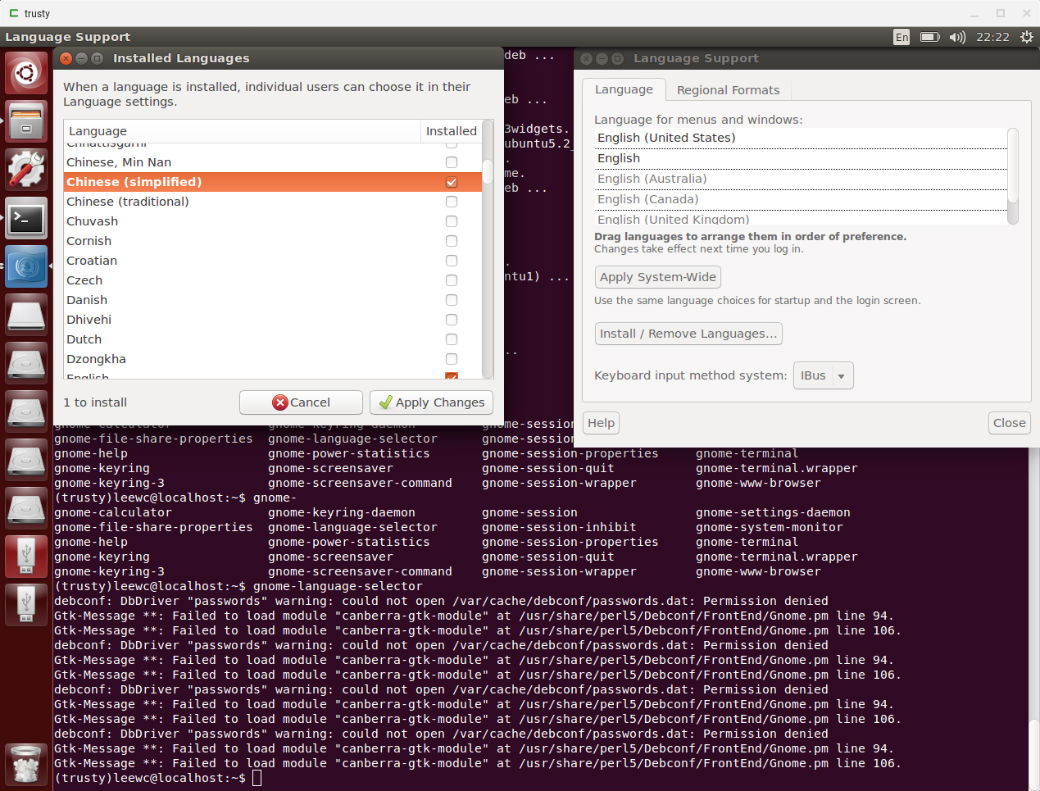 trusty
Language Support
En
22:22
Installed Languages
When a language is installed, individual users can choose it in their
Language settings.
Language Installed
Chhattisgarhi
Chinese, Min Nan
Chinese (simplified)
Chinese (traditional)
Chuvash
Cornish
Croatian
Czech
Danish
Dhivehi
Dutch
Dzongkha
English
1 to install
Cancel
Apply Changes
deb ...
eb ...
3widgets.
ubuntu5.2_
.
me.
eb ...
.
ntu1) ...
..
Language Support
Language Regional Formats
Language for menus and windows:
English (United States)
English
English (Australia)
English (Canada)
English (United Kingdom)
Drag languages to arrange them in order of preference.
Changes take effect next time you log in.
Apply System-Wide
Use the same language choices for startup and the login screen.
Install / Remove Languages...
Keyboard input method system: IBus
Help Close
gnome-calculator gnome-keyring-daemon gnome-session
gnome-file-share-properties gnome-language-selector gnome-session
gnome-help gnome-power-statistics gnome-session-properties gnome-terminal
gnome-keyring gnome-screensaver gnome-session-quit gnome-terminal.wrapper
gnome-keyring-3 gnome-screensaver-command gnome-session-wrapper gnome-www-browser
(trusty)leewc@localhost:~$ gnome-
gnome-calculator gnome-keyring-daemon gnome-session gnome-settings-daemon
gnome-file-share-properties gnome-language-selector gnome-session-inhibit gnome-system-monitor
gnome-help gnome-power-statistics gnome-session-properties gnome-terminal
gnome-keyring gnome-screensaver gnome-session-quit gnome-terminal.wrapper
gnome-keyring-3 gnome-screensaver-command gnome-session-wrapper gnome-www-browser
(trusty)leewc@localhost:~$ gnome-language-selector
debconf: DbDriver "passwords" warning: could not open /var/cache/debconf/passwords.dat: Permission denied
Gtk-Message **: Failed to load module "canberra-gtk-module" at /usr/share/perl5/Debconf/FrontEnd/Gnome.pm line 94.
Gtk-Message **: Failed to load module "canberra-gtk-module" at /usr/share/perl5/Debconf/FrontEnd/Gnome.pm line 106.
debconf: DbDriver "passwords" warning: could not open /var/cache/debconf/passwords.dat: Permission denied
Gtk-Message **: Failed to load module "canberra-gtk-module" at /usr/share/perl5/Debconf/FrontEnd/Gnome.pm line 94.
Gtk-Message **: Failed to load module "canberra-gtk-module" at /usr/share/perl5/Debconf/FrontEnd/Gnome.pm line 106.
debconf: DbDriver "passwords" warning: could not open /var/cache/debconf/passwords.dat: Permission denied
Gtk-Message **: Failed to load module "canberra-gtk-module" at /usr/share/perl5/Debconf/FrontEnd/Gnome.pm line 94.
Gtk-Message **: Failed to load module "canberra-gtk-module" at /usr/share/perl5/Debconf/FrontEnd/Gnome.pm line 106.
debconf: DbDriver "passwords" warning: could not open /var/cache/debconf/passwords.dat: Permission denied
Gtk-Message **: Failed to load module "canberra-gtk-module" at /usr/share/perl5/Debconf/FrontEnd/Gnome.pm line 94.
Gtk-Message **: Failed to load module "canberra-gtk-module" at /usr/share/perl5/Debconf/FrontEnd/Gnome.pm line 106.
(trusty)leewc@localhost:~$